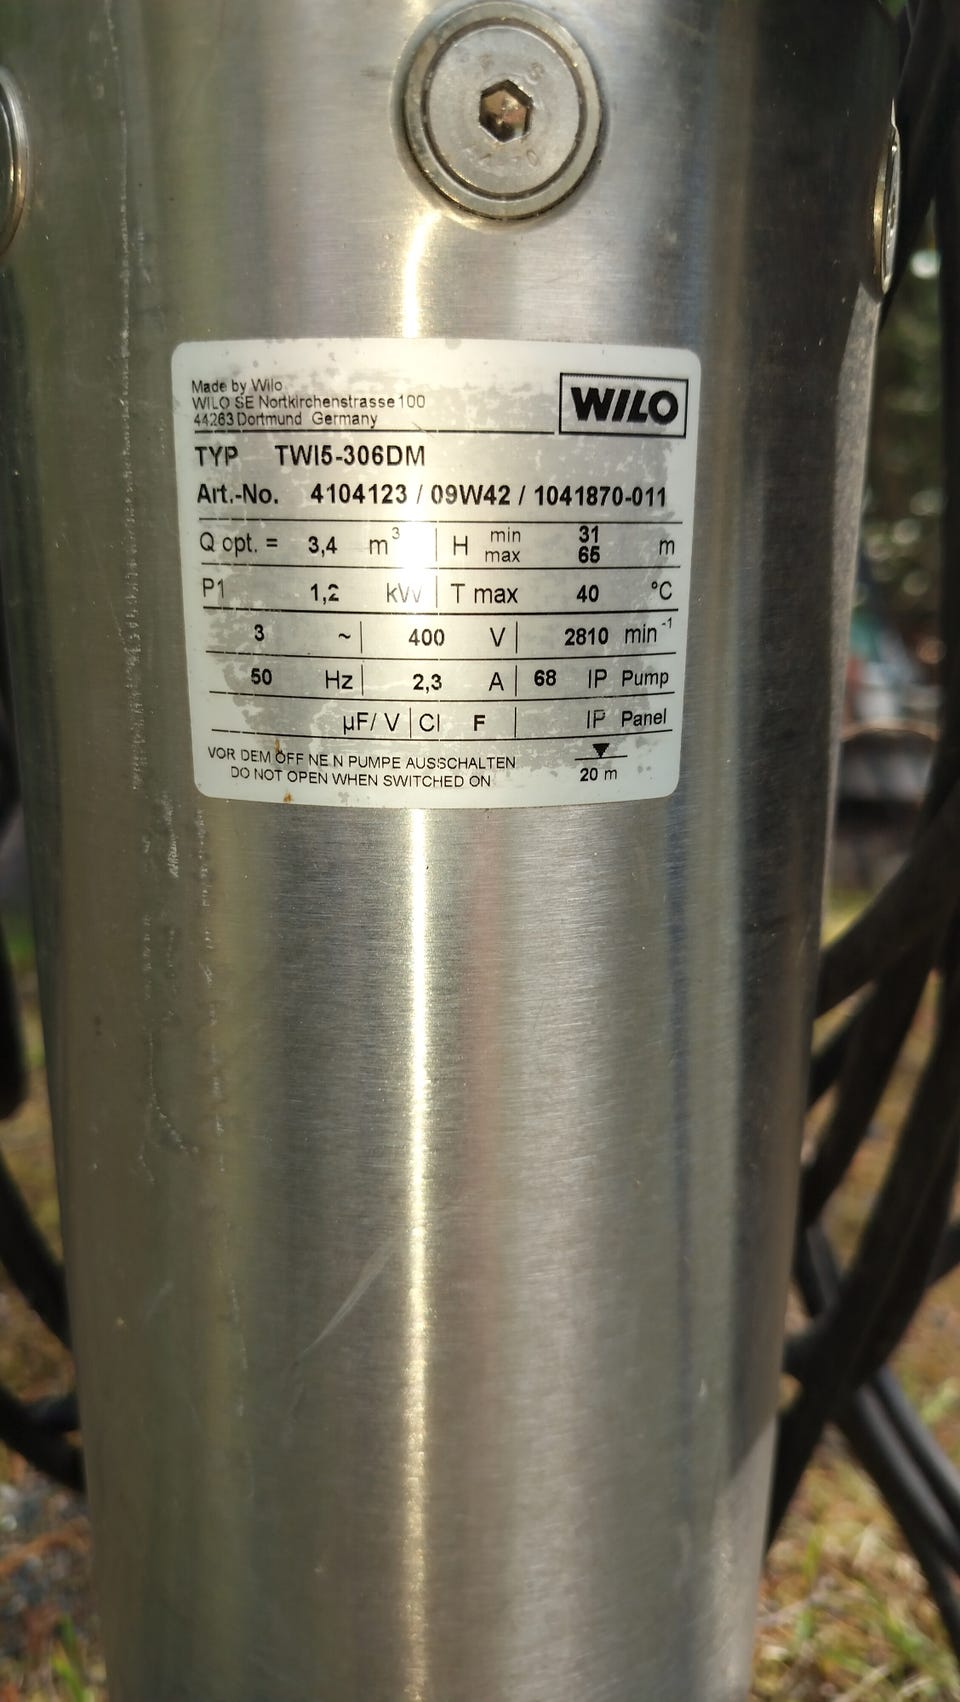 A4-70
Made by Wilo
WILO SE Nortkirchenstrasse 100
44263 Dortmund Germany
WILO
TYP TWI5-306DM
Art.-No. 4104123 / 09W42 / 1041870-011
Q opt. = 3,4 m³ H min 31 m
max 65
P1 1,2 kW T max 40 °C
3 ~ 400 V 2810 min⁻¹
50 Hz 2,3 A 68 IP Pump
µF/ V Cl F IP Panel
VOR DEM ÖFFNEN PUMPE AUSSCHALTEN
DO NOT OPEN WHEN SWITCHED ON
20 m